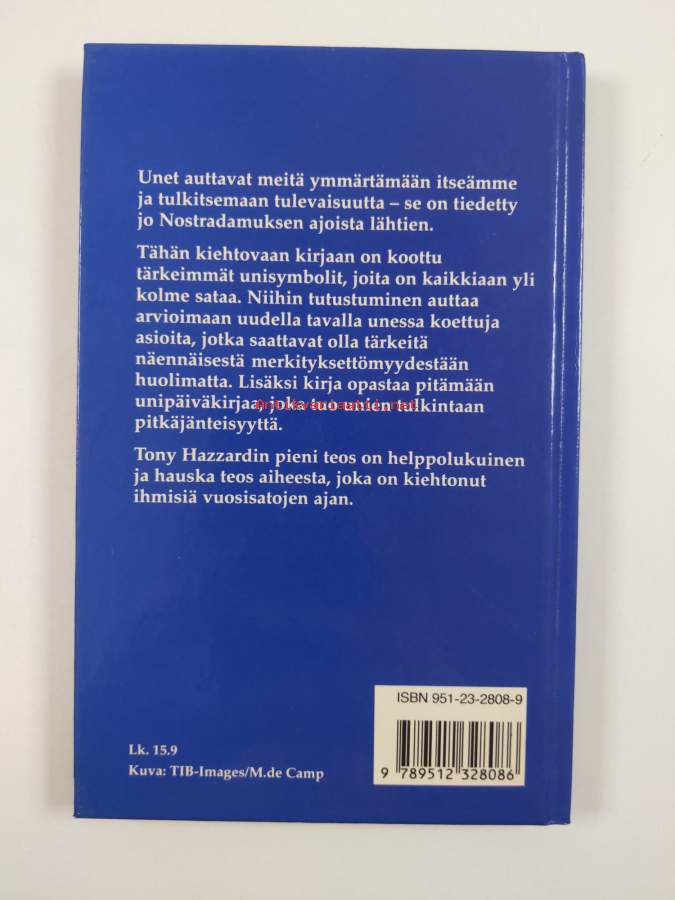 Unet auttavat meitä ymmärtämään itseämme
ja tulkitsemaan tulevaisuutta – se on tiedetty
jo Nostradamuksen ajoista lähtien.
Tähän kiehtovaan kirjaan on koottu
tärkeimmät unisymbolit, joita on kaikkiaan yli
kolme sataa. Niihin tutustuminen auttaa
arvioimaan uudella tavalla unessa koettuja
asioita, jotka saattavat olla tärkeitä
näennäisestä merkityksettömyydestään
huolimatta. Lisäksi kirja opastaa pitämään
unipäiväkirjaa, joka tuo unien tulkintaan
pitkäjänteisyyttä.
Tony Hazzardin pieni teos on helppolukuinen
ja hauska teos aiheesta, joka on kiehtonut
ihmisiä vuosisatojen ajan.
ISBN 951-23-2808-9
9 789512 328086
Lk. 15.9
Kuva: TIB-Images/M.de Camp